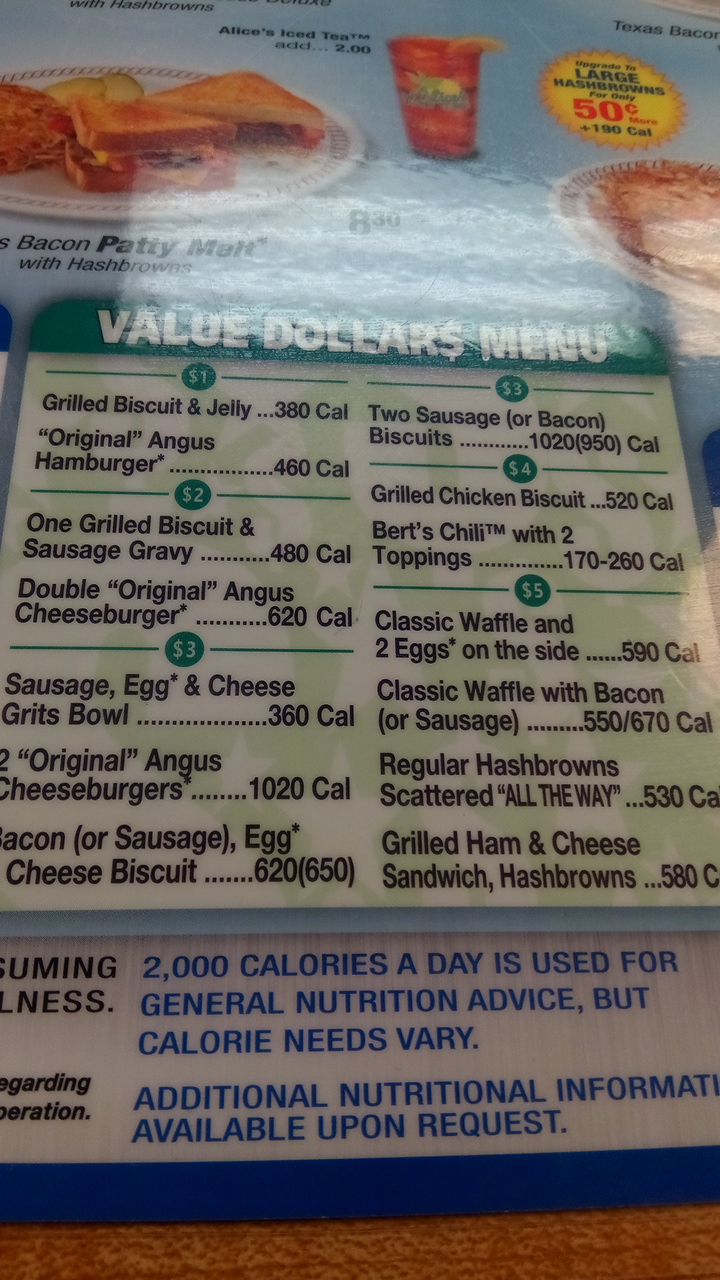 with Hashbrowns
Alice's Iced Tea™
add... 2.00
Texas Bacon
Upgrade To
LARGE
HASHBROWNS
For Only
50¢ More
+190 Cal
8³⁰
Bacon Patty Melt*
with Hashbrowns
VALUE DOLLARS MENU
$1
Grilled Biscuit & Jelly ...380 Cal
"Original" Angus
Hamburger* ...............460 Cal
$2
One Grilled Biscuit &
Sausage Gravy ...........480 Cal
Double "Original" Angus
Cheeseburger* ...........620 Cal
$3
Sausage, Egg* & Cheese
Grits Bowl ...................360 Cal
2 "Original" Angus
Cheeseburgers*........1020 Cal
Bacon (or Sausage), Egg*
Cheese Biscuit .......620(650)
$3
Two Sausage (or Bacon)
Biscuits ...........1020(950) Cal
$4
Grilled Chicken Biscuit ...520 Cal
Bert's Chili™ with 2
Toppings .............170-260 Cal
$5
Classic Waffle and
2 Eggs* on the side ......590 Cal
Classic Waffle with Bacon
(or Sausage) .........550/670 Cal
Regular Hashbrowns
Scattered "ALL THE WAY" ...530 Ca
Grilled Ham & Cheese
Sandwich, Hashbrowns ...580 C
SUMING
LNESS.
egarding
peration.
2,000 CALORIES A DAY IS USED FOR
GENERAL NUTRITION ADVICE, BUT
CALORIE NEEDS VARY.
ADDITIONAL NUTRITIONAL INFORMATI
AVAILABLE UPON REQUEST.